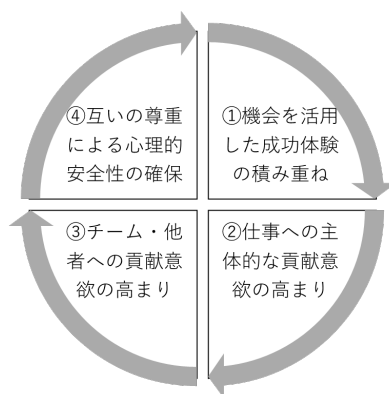 ④互いの尊重
による心理的
安全性の確保
①機会を活用
した成功体験
の積み重ね
③チーム・他
者への貢献意
欲の高まり
②仕事への主
体的な貢献意
欲の高まり